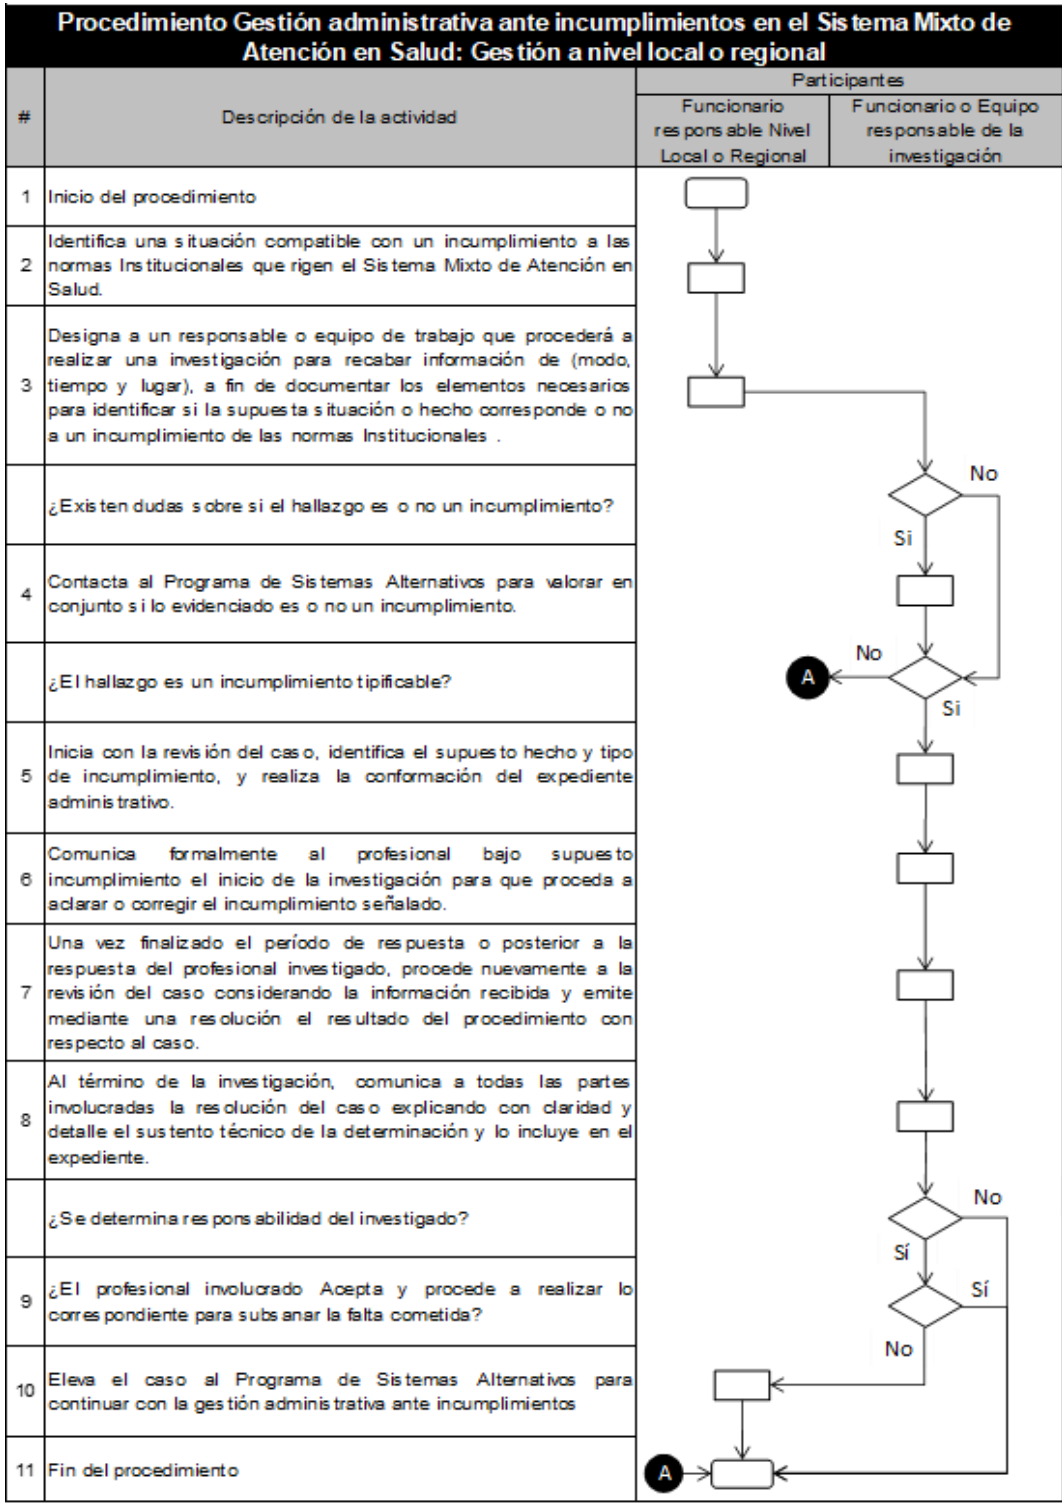 Procedimiento Gestión administrativa ante incumplimientos en el Sistema Mixto de
Atención en Salud: Gestión a nivel local o regional
#
Descripción de la actividad
Participantes
Funcionario
responsable Nivel
Local o Regional
Funcionario o Equipo
responsable de la
investigación
1
Inicio del procedimiento
2
Identifica una situación compatible con un incumplimiento a las
normas Institucionales que rigen el Sistema Mixto de Atención en
Salud.
3
Designa a un responsable o equipo de trabajo que procederá a
realizar una investigación para recabar información de (modo,
tiempo y lugar), a fin de documentar los elementos necesarios
para identificar si la supuesta situación o hecho corresponde o no
a un incumplimiento de las normas Institucionales .
¿Existen dudas sobre si el hallazgo es o no un incumplimiento?
No
Si
4
Contacta al Programa de Sistemas Alternativos para valorar en
conjunto si lo evidenciado es o no un incumplimiento.
¿El hallazgo es un incumplimiento tipificable?
No
A
Si
5
Inicia con la revisión del caso, identifica el supuesto hecho y tipo
de incumplimiento, y realiza la conformación del expediente
administrativo.
6
Comunica formalmente al profesional bajo supuesto
incumplimiento el inicio de la investigación para que proceda a
aclarar o corregir el incumplimiento señalado.
7
Una vez finalizado el período de respuesta o posterior a la
respuesta del profesional investigado, procede nuevamente a la
revisión del caso considerando la información recibida y emite
mediante una resolución el resultado del procedimiento con
respecto al caso.
8
Al término de la investigación, comunica a todas las partes
involucradas la resolución del caso explicando con claridad y
detalle el sustento técnico de la determinación y lo incluye en el
expediente.
¿Se determina responsabilidad del investigado?
No
Sí
9
¿El profesional involucrado Acepta y procede a realizar lo
correspondiente para subsanar la falta cometida?
Sí
No
10
Eleva el caso al Programa de Sistemas Alternativos para
continuar con la gestión administrativa ante incumplimientos
11
Fin del procedimiento
A